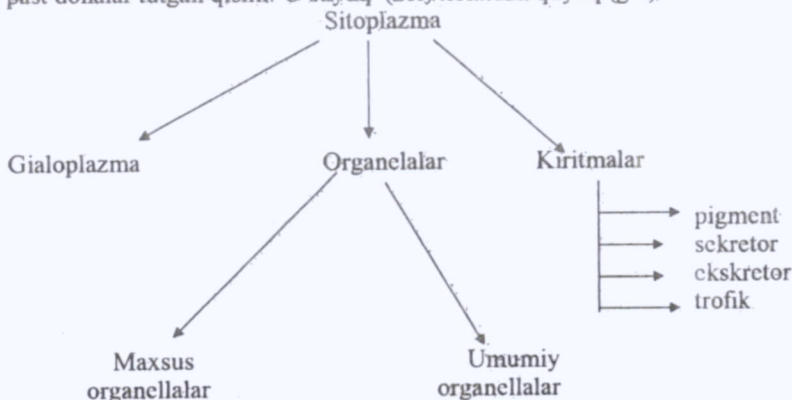 Sitoplazma
Gialoplazma
Organelalar
Kiritmalar
pigment
sekretor
ekskretor
trofik
Maxsus
organellalar
Umumiy
organellalar